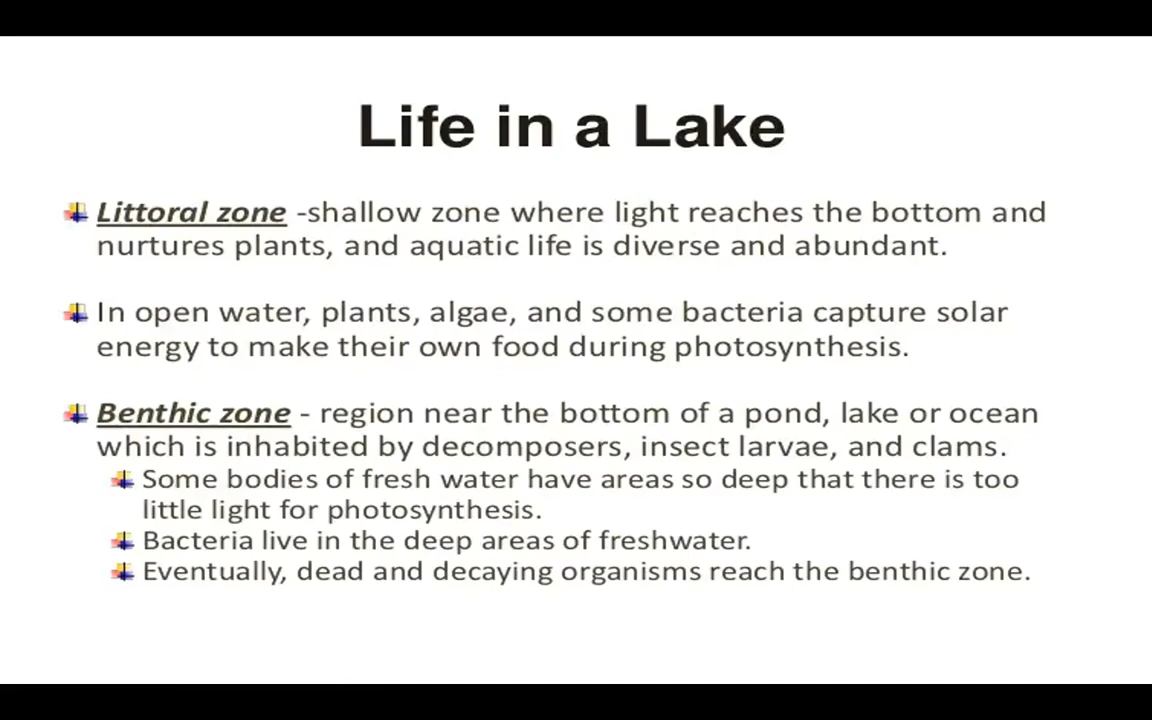 Life in a Lake
Littoral zone -shallow zone where light reaches the bottom and
nurtures plants, and aquatic life is diverse and abundant.
In open water, plants, algae, and some bacteria capture solar
energy to make their own food during photosynthesis.
Benthic zone - region near the bottom of a pond, lake or ocean
which is inhabited by decomposers, insect larvae, and clams.
Some bodies of fresh water have areas so deep that there is too
little light for photosynthesis.
Bacteria live in the deep areas of freshwater.
Eventually, dead and decaying organisms reach the benthic zone.